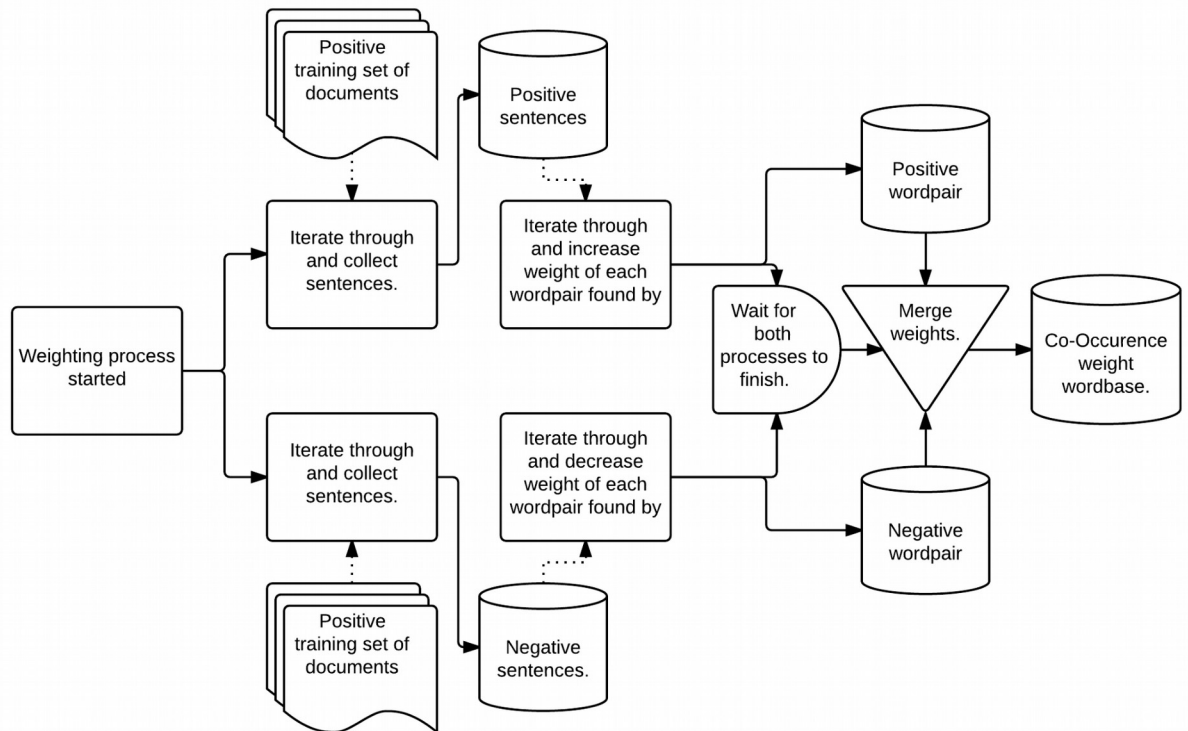 Positive
training set of
documents
Positive
sentences
Positive
wordpair
Iterate through
and collect
sentences.
Iterate through
and increase
weight of each
wordpair found by
Weighting process
started
Wait for
both
processes to
finish.
Merge
weights.
Co-Occurence
weight
wordbase.
Iterate through
and collect
sentences.
Iterate through
and decrease
weight of each
wordpair found by
Negative
wordpair
Positive
training set of
documents
Negative
sentences.